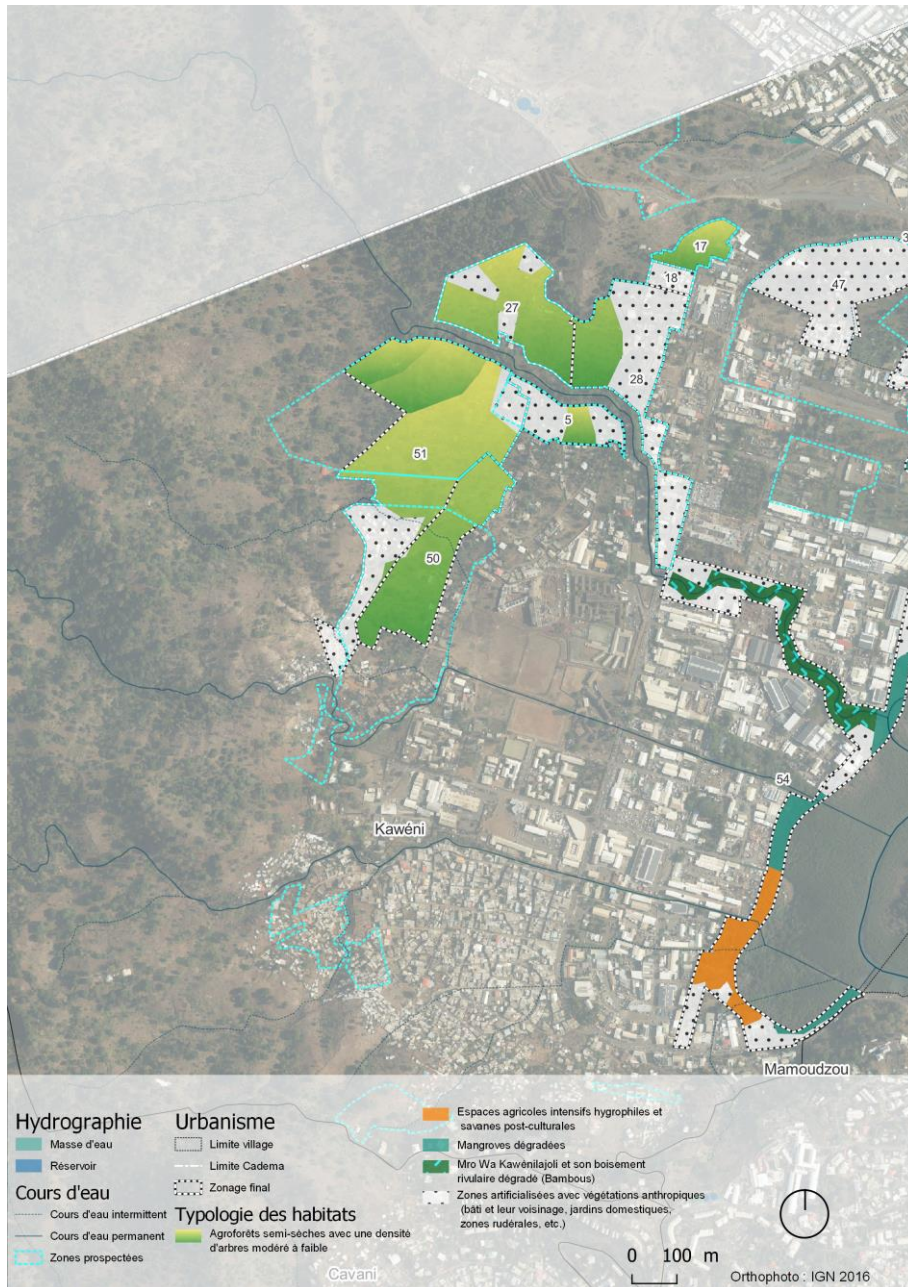 17
18
3
47
27
28
5
51
50
54
Kawéni
Mamoudzou
Hydrographie
Masse d'eau
Réservoir
Cours d'eau
Cours d'eau intermittent
Cours d'eau permanent
Zones prospectées
Urbanisme
Limite village
Limite Cadema
Zonage final
Typologie des habitats
Agroforêts semi-sèches avec une densité
d'arbres modéré à faible
Espaces agricoles intensifs hygrophiles et
savanes post-culturales
Mangroves dégradées
Mro Wa Kawénilajoli et son boisement
rivulaire dégradé (Bambous)
Zones artificialisées avec végétations anthropiques
(bâti et leur voisinage, jardins domestiques,
zones rudérales, etc.)
0 100 m
Cavani
Orthophoto : IGN 2016